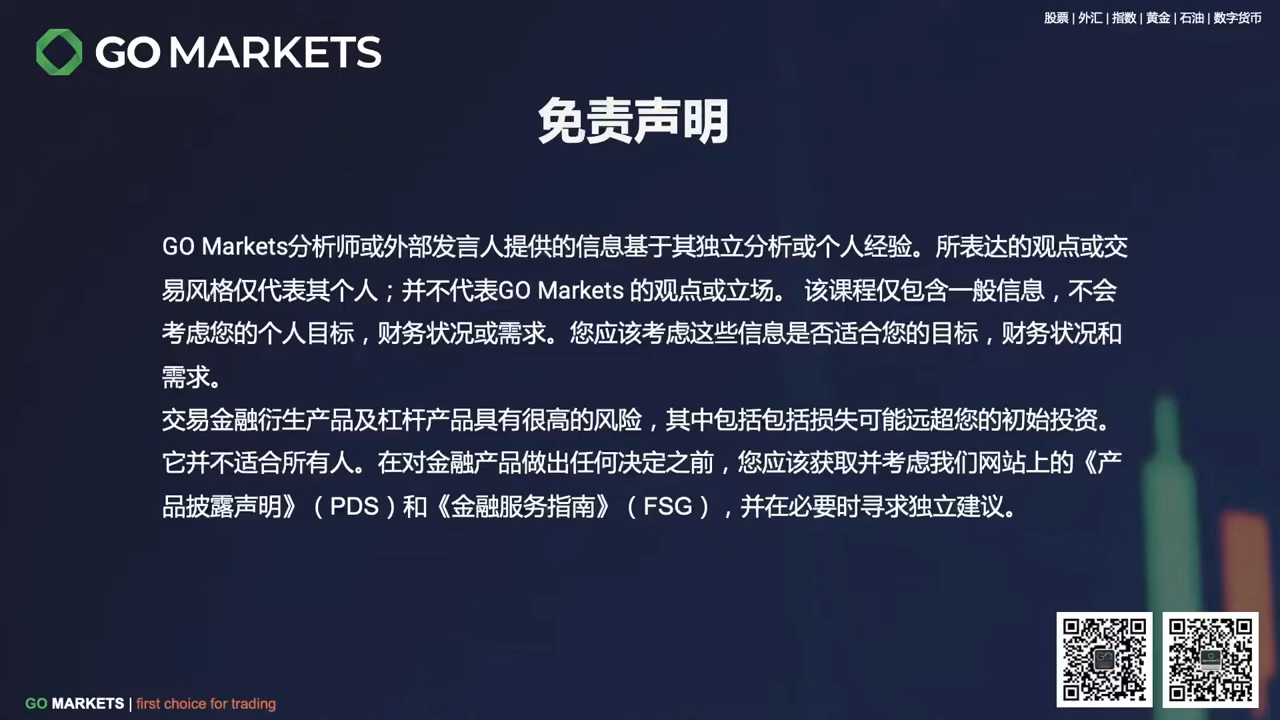 股票 | 外汇 | 指数 | 黄金 | 石油 | 数字货币
GO MARKETS
免责声明
GO Markets分析师或外部发言人提供的信息基于其独立分析或个人经验。所表达的观点或交
易风格仅代表其个人；并不代表GO Markets 的观点或立场。 该课程仅包含一般信息，不会
考虑您的个人目标，财务状况或需求。您应该考虑这些信息是否适合您的目标，财务状况和
需求。
交易金融衍生产品及杠杆产品具有很高的风险，其中包括包括损失可能远超您的初始投资。
它并不适合所有人。在对金融产品做出任何决定之前，您应该获取并考虑我们网站上的《产
品披露声明》（PDS）和《金融服务指南》（FSG），并在必要时寻求独立建议。
GO MARKETS | first choice for trading